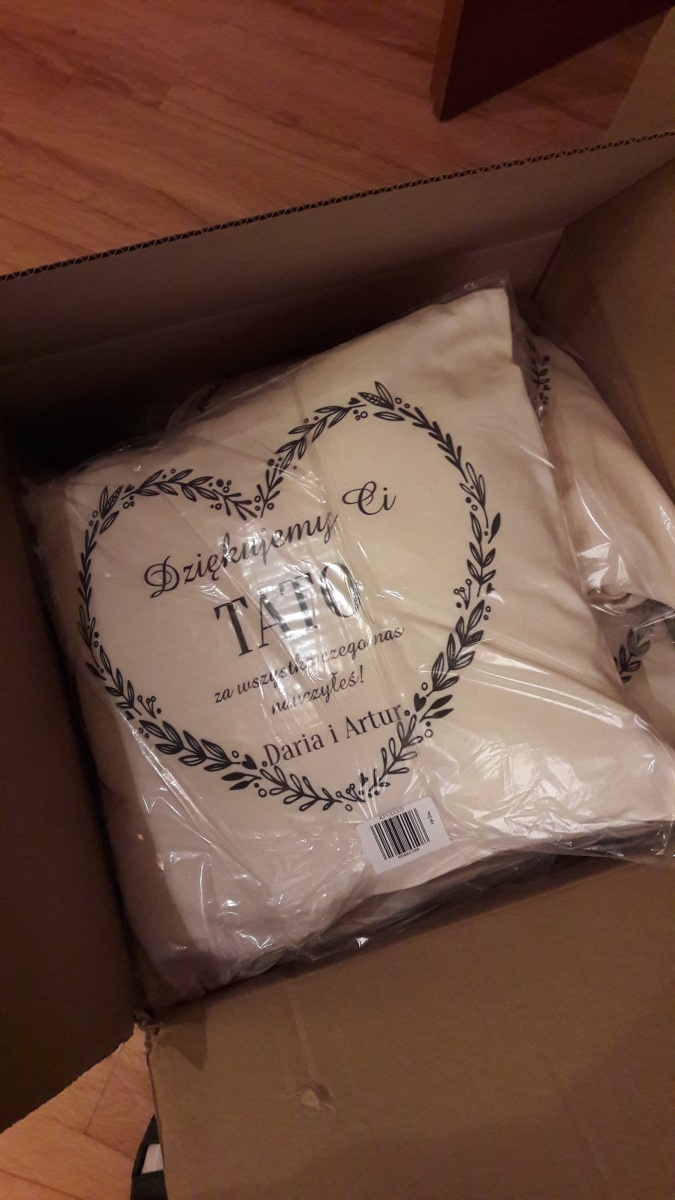 Dziękujemy Ci
TATO
za wszystko czego nas
nauczyłeś!
Daria i Artur